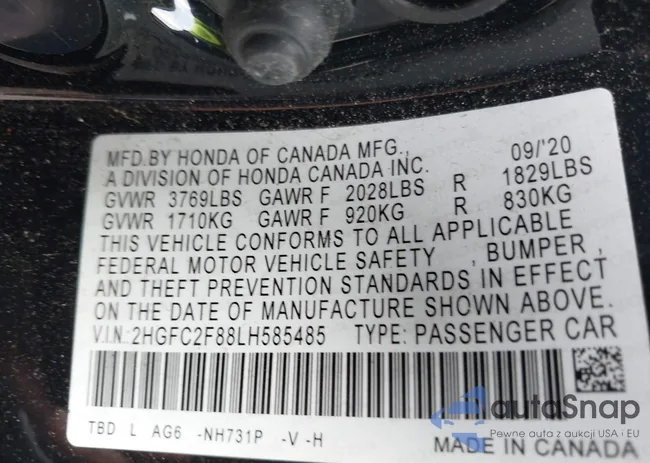 MFD.BY HONDA OF CANADA MFG., 09/'20
A DIVISION OF HONDA CANADA INC.
GVWR 3769LBS GAWR F 2028LBS R 1829LBS
GVWR 1710KG GAWR F 920KG R 830KG
THIS VEHICLE CONFORMS TO ALL APPLICABLE
FEDERAL MOTOR VEHICLE SAFETY , BUMPER ,
AND THEFT PREVENTION STANDARDS IN EFFECT
ON THE DATE OF MANUFACTURE SHOWN ABOVE.
V.I.N.:2HGFC2F88LH585485 TYPE: PASSENGER CAR
TBD L AG6 -NH731P -V -H
MADE IN CANADA
autaSnap
Pewne auta z aukcji USA i EU